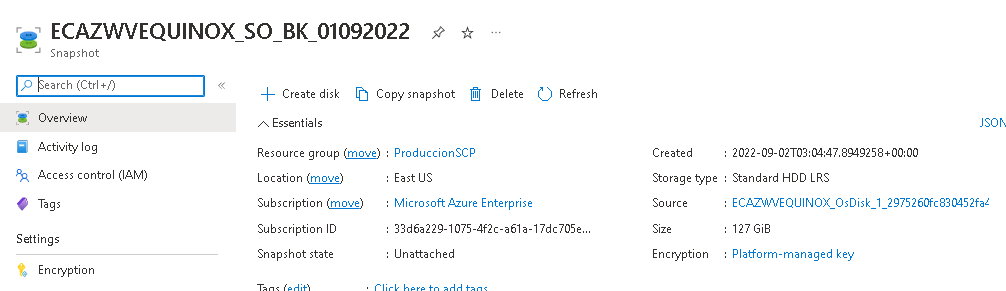 ECAZWVEQUINOX_SO_BK_01092022
Snapshot
Search (Ctrl+/)
«
Create disk
Copy snapshot
Delete
Refresh
Overview
Activity log
Access control (IAM)
Tags
Settings
Encryption
Essentials
JSON
Resource group (move) : ProduccionSCP
Location (move) : East US
Subscription (move) : Microsoft Azure Enterprise
Subscription ID : 33d6a229-1075-4f2c-a61a-17dc705e...
Snapshot state : Unattached
Created : 2022-09-02T03:04:47.8949258+00:00
Storage type : Standard HDD LRS
Source : ECAZWVEQUINOX_OsDisk_1_2975260fc830452fa4
Size : 127 GiB
Encryption : Platform-managed key
Tags (edit) : Click here to add tags